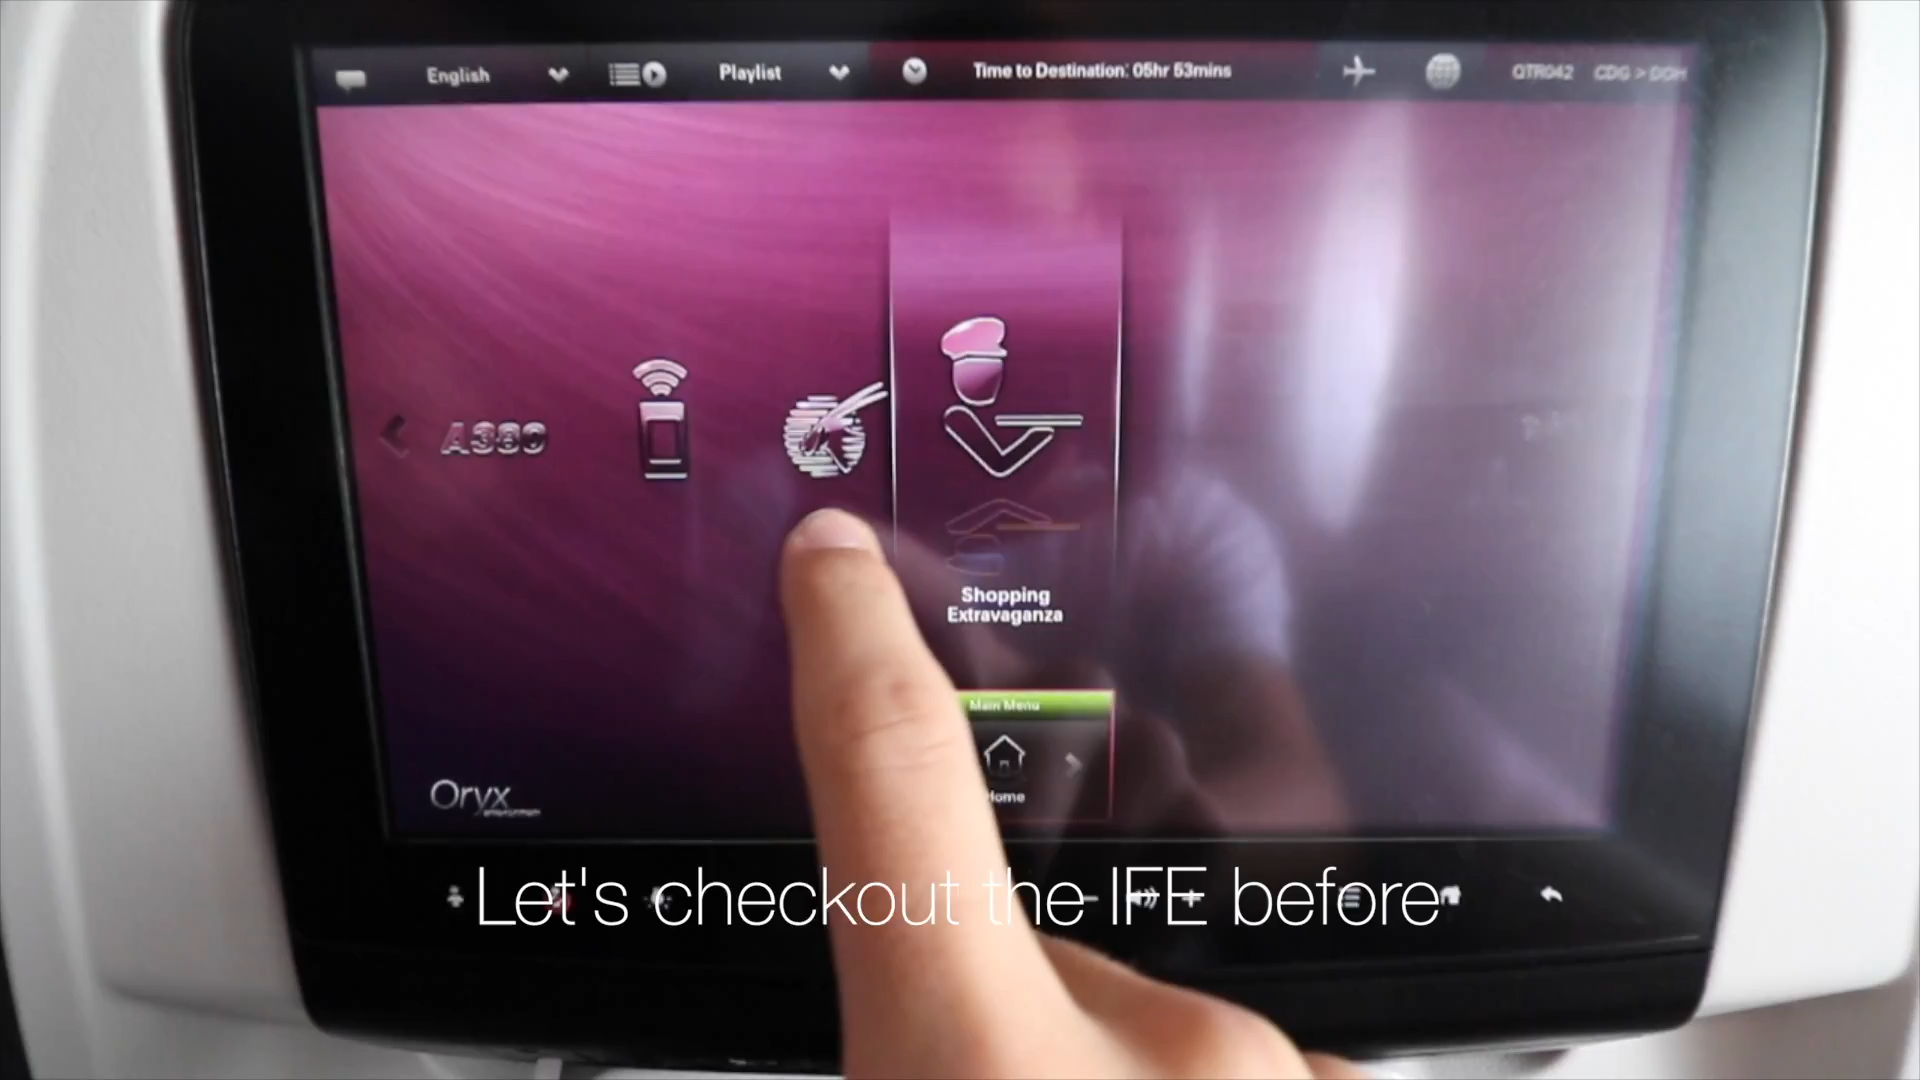 English
Playlist
Time to Destination: 05hr 53mins
QTR042 CDG > DOH
A380
Shopping
Extravaganza
Main Menu
Home
Oryx
Let's checkout the IFE before